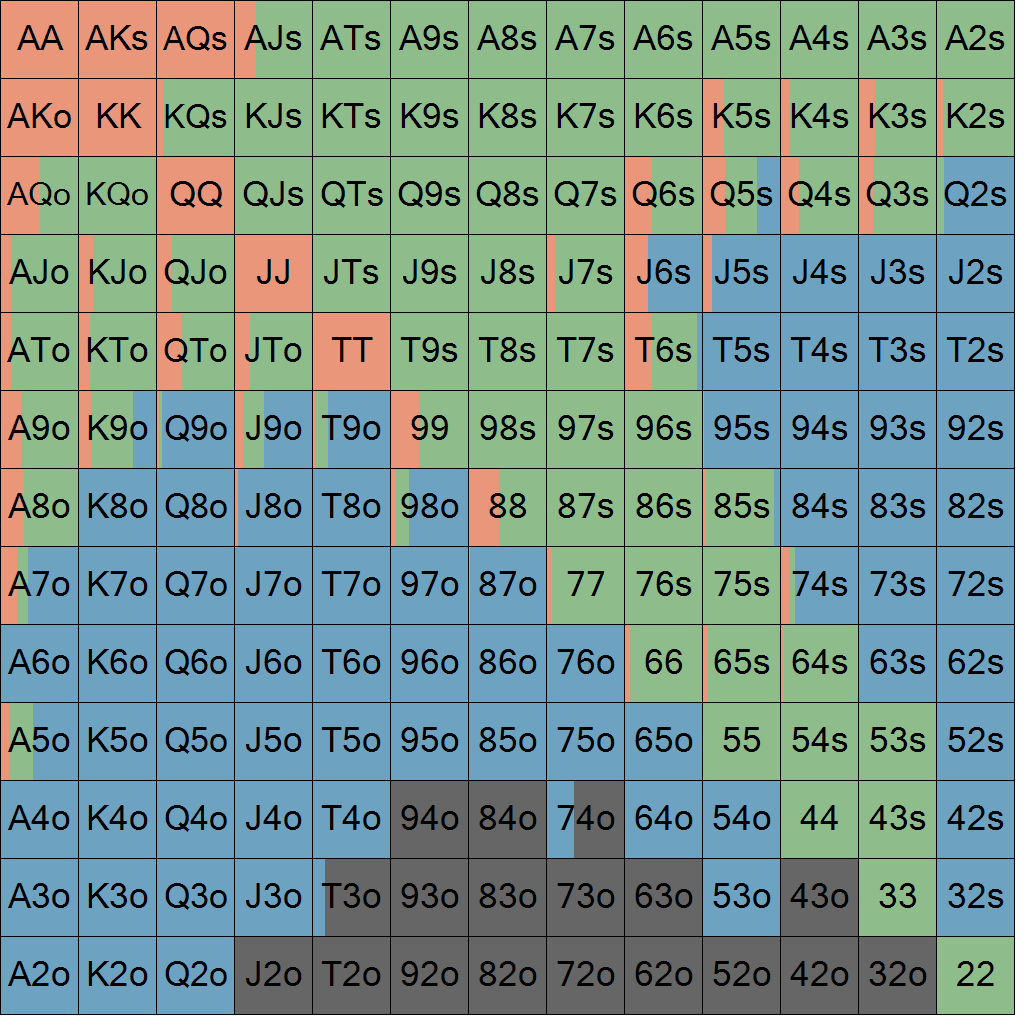 AA AKs AQs AJs ATs A9s A8s A7s A6s A5s A4s A3s A2s
AKo KK KQs KJs KTs K9s K8s K7s K6s K5s K4s K3s K2s
AQo KQo QQ QJs QTs Q9s Q8s Q7s Q6s Q5s Q4s Q3s Q2s
AJo KJo QJo JJ JTs J9s J8s J7s J6s J5s J4s J3s J2s
ATo KTo QTo JTo TT T9s T8s T7s T6s T5s T4s T3s T2s
A9o K9o Q9o J9o T9o 99 98s 97s 96s 95s 94s 93s 92s
A8o K8o Q8o J8o T8o 98o 88 87s 86s 85s 84s 83s 82s
A7o K7o Q7o J7o T7o 97o 87o 77 76s 75s 74s 73s 72s
A6o K6o Q6o J6o T6o 96o 86o 76o 66 65s 64s 63s 62s
A5o K5o Q5o J5o T5o 95o 85o 75o 65o 55 54s 53s 52s
A4o K4o Q4o J4o T4o 94o 84o 74o 64o 54o 44 43s 42s
A3o K3o Q3o J3o T3o 93o 83o 73o 63o 53o 43o 33 32s
A2o K2o Q2o J2o T2o 92o 82o 72o 62o 52o 42o 32o 22